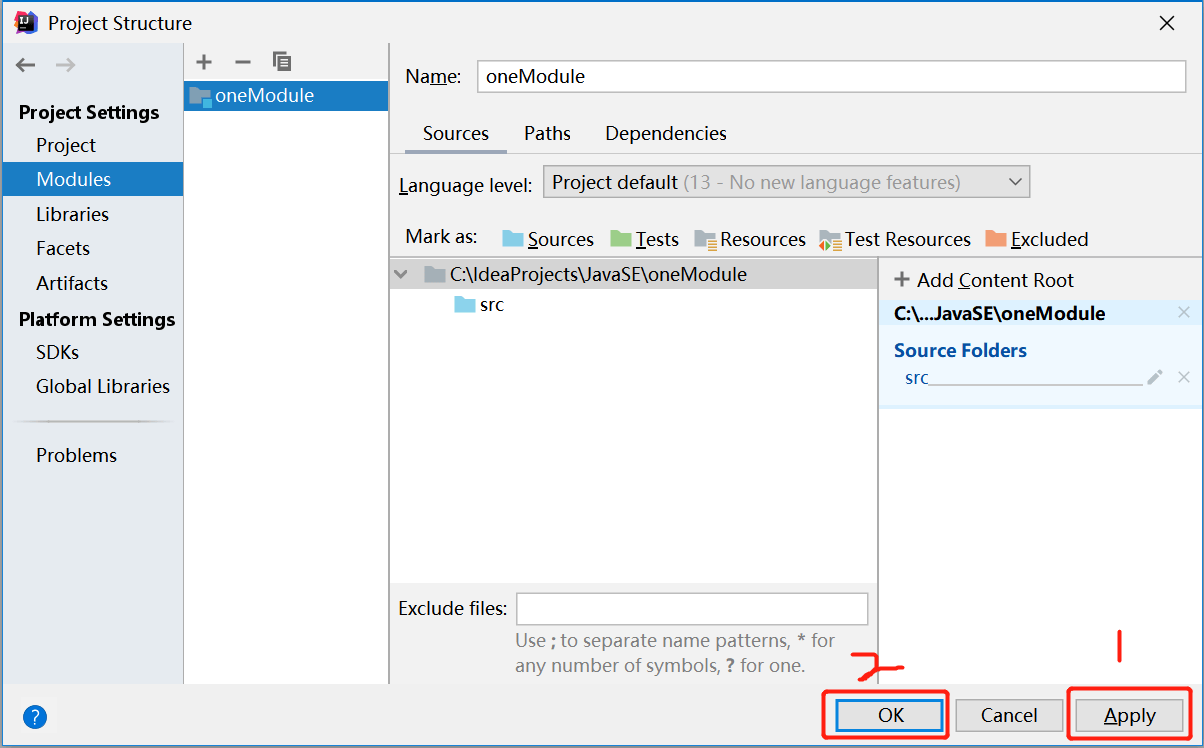 Project Structure
Project Settings
Project
Modules
Libraries
Facets
Artifacts
Platform Settings
SDKs
Global Libraries
Problems
oneModule
Name: oneModule
Sources Paths Dependencies
Language level: Project default (13 - No new language features)
Mark as: Sources Tests Resources Test Resources Excluded
C:\IdeaProjects\JavaSE\oneModule
src
+ Add Content Root
C:\...JavaSE\oneModule
Source Folders
src
Exclude files:
Use ; to separate name patterns, * for
any number of symbols, ? for one.
2 1
? OK Cancel Apply